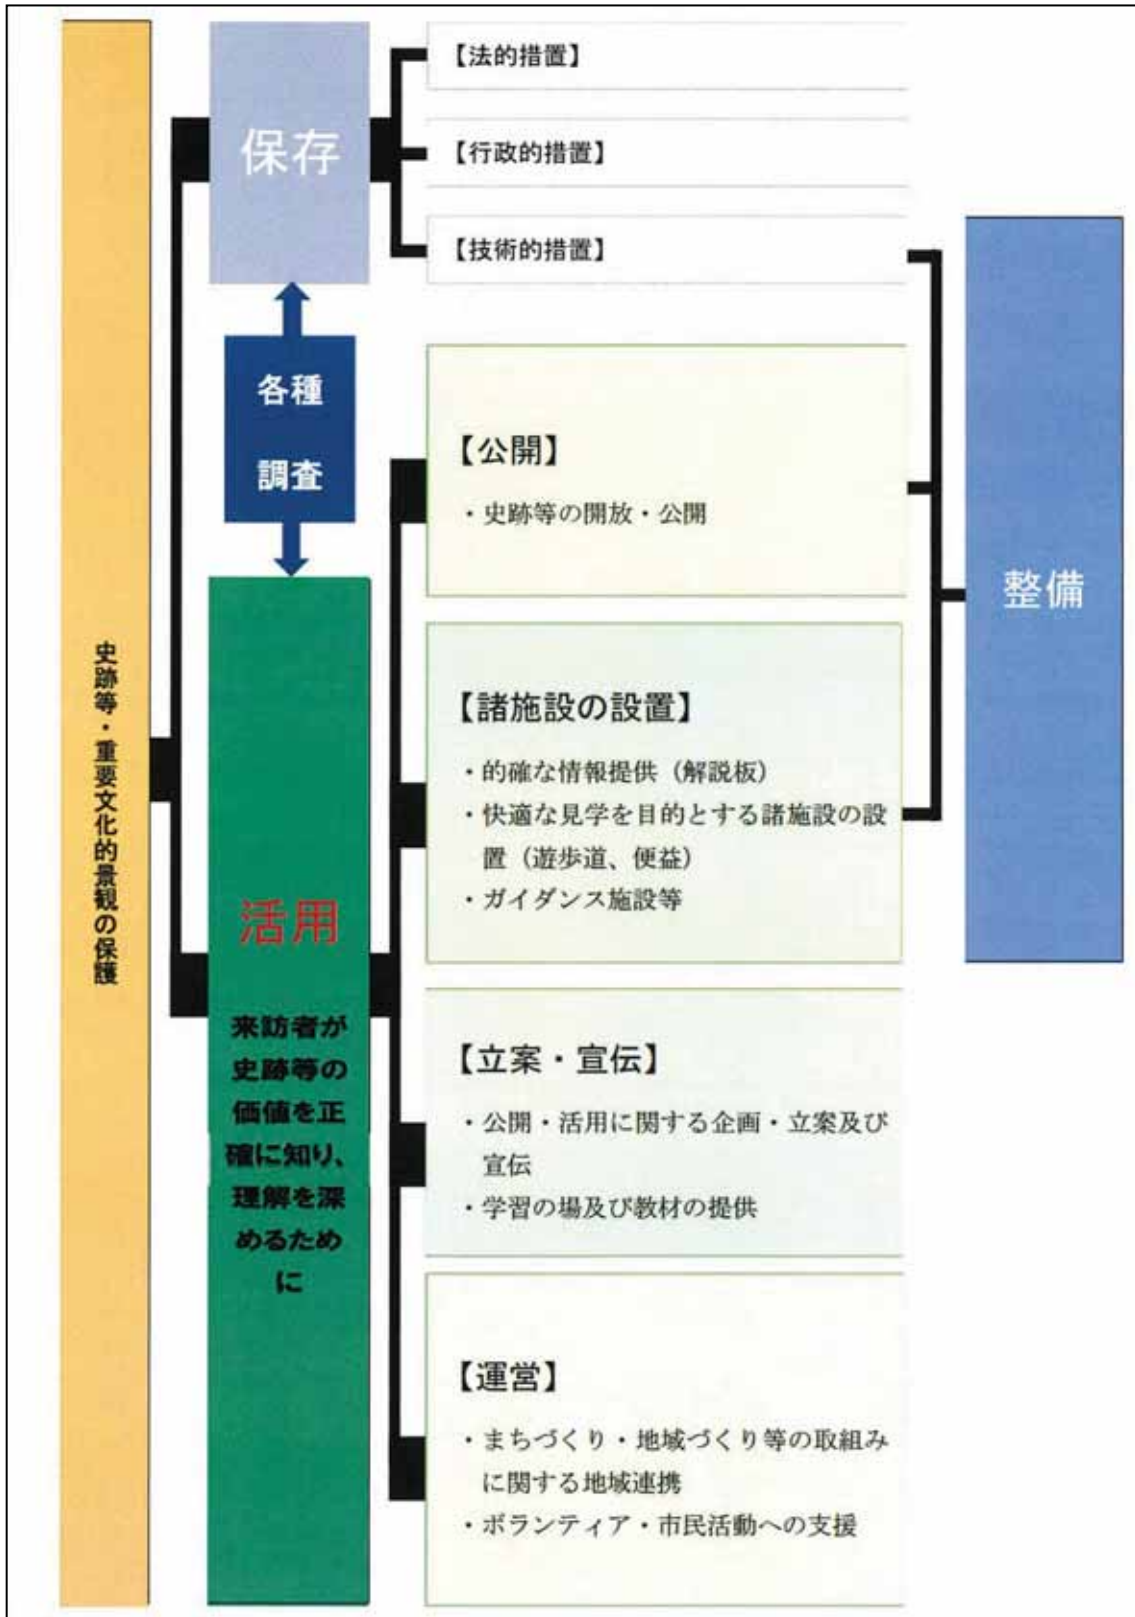 史跡等・重要文化的景観の保護
保存
【法的措置】
【行政的措置】
【技術的措置】
各種
調査
活用
来訪者が
史跡等の
価値を正
確に知り、
理解を深
めるため
に
【公開】
・史跡等の開放・公開
【諸施設の設置】
・的確な情報提供（解説板）
・快適な見学を目的とする諸施設の設
置（遊歩道、便益）
・ガイダンス施設等
【立案・宣伝】
・公開・活用に関する企画・立案及び
宣伝
・学習の場及び教材の提供
【運営】
・まちづくり・地域づくり等の取組み
に関する地域連携
・ボランティア・市民活動への支援
整備